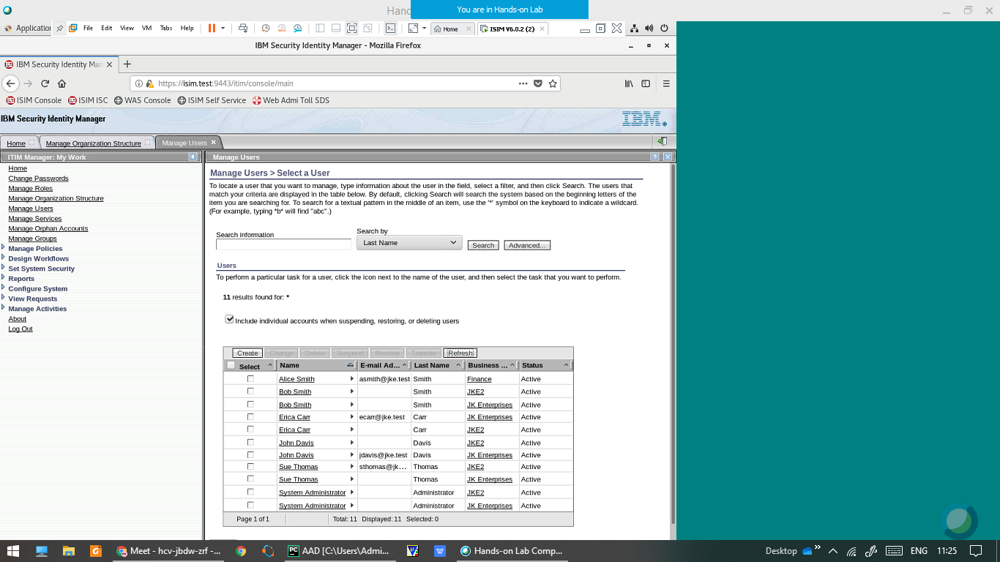 Hand
You are in Hands-on Lab
Application
File Edit View VM Tabs Help
Home
ISIM V6.0.2 (2)
IBM Security Identity Manager - Mozilla Firefox
IBM Security Identity Man
https://isim.test:9443/itim/console/main
ISIM Console ISIM ISC WAS Console ISIM Self Service Web Admi Toll SDS
IBM Security Identity Manager
IBM
Home Manage Organization Structure Manage Users
ITIM Manager: My Work
Home
Change Passwords
Manage Roles
Manage Organization Structure
Manage Users
Manage Services
Manage Orphan Accounts
Manage Groups
Manage Policies
Design Workflows
Set System Security
Reports
Configure System
View Requests
Manage Activities
About
Log Out
Manage Users
Manage Users > Select a User
To locate a user that you want to manage, type information about the user in the field, select a filter, and then click Search. The users that
match your criteria are displayed in the table below. By default, clicking Search will search the system based on the beginning letters of the
item you are searching for. To search for a textual pattern in the middle of an item, use the '*' symbol on the keyboard to indicate a wildcard.
(For example, typing *b* will find "abc".)
Search information
Search by
Last Name
Search Advanced...
Users
To perform a particular task for a user, click the icon next to the name of the user, and then select the task that you want to perform.
11 results found for: *
Include individual accounts when suspending, restoring, or deleting users
Create Change Delete Suspend Restore Transfer Refresh
Select Name E-mail Ad... Last Name Business ... Status
Alice Smith asmith@jke.test Smith Finance Active
Bob Smith Smith JKE2 Active
Bob Smith Smith JK Enterprises Active
Erica Carr ecarr@jke.test Carr JK Enterprises Active
Erica Carr Carr JKE2 Active
John Davis Davis JKE2 Active
John Davis jdavis@jke.test Davis JK Enterprises Active
Sue Thomas sthomas@jk... Thomas JKE2 Active
Sue Thomas Thomas JK Enterprises Active
System Administrator Administrator JKE2 Active
System Administrator Administrator JK Enterprises Active
Page 1 of 1 Total: 11 Displayed: 11 Selected: 0
Meet - hcv-jbdw-zrf -...
AAD [C:\Users\Admi...
Hands-on Lab Comp...
Desktop
ENG
11:25